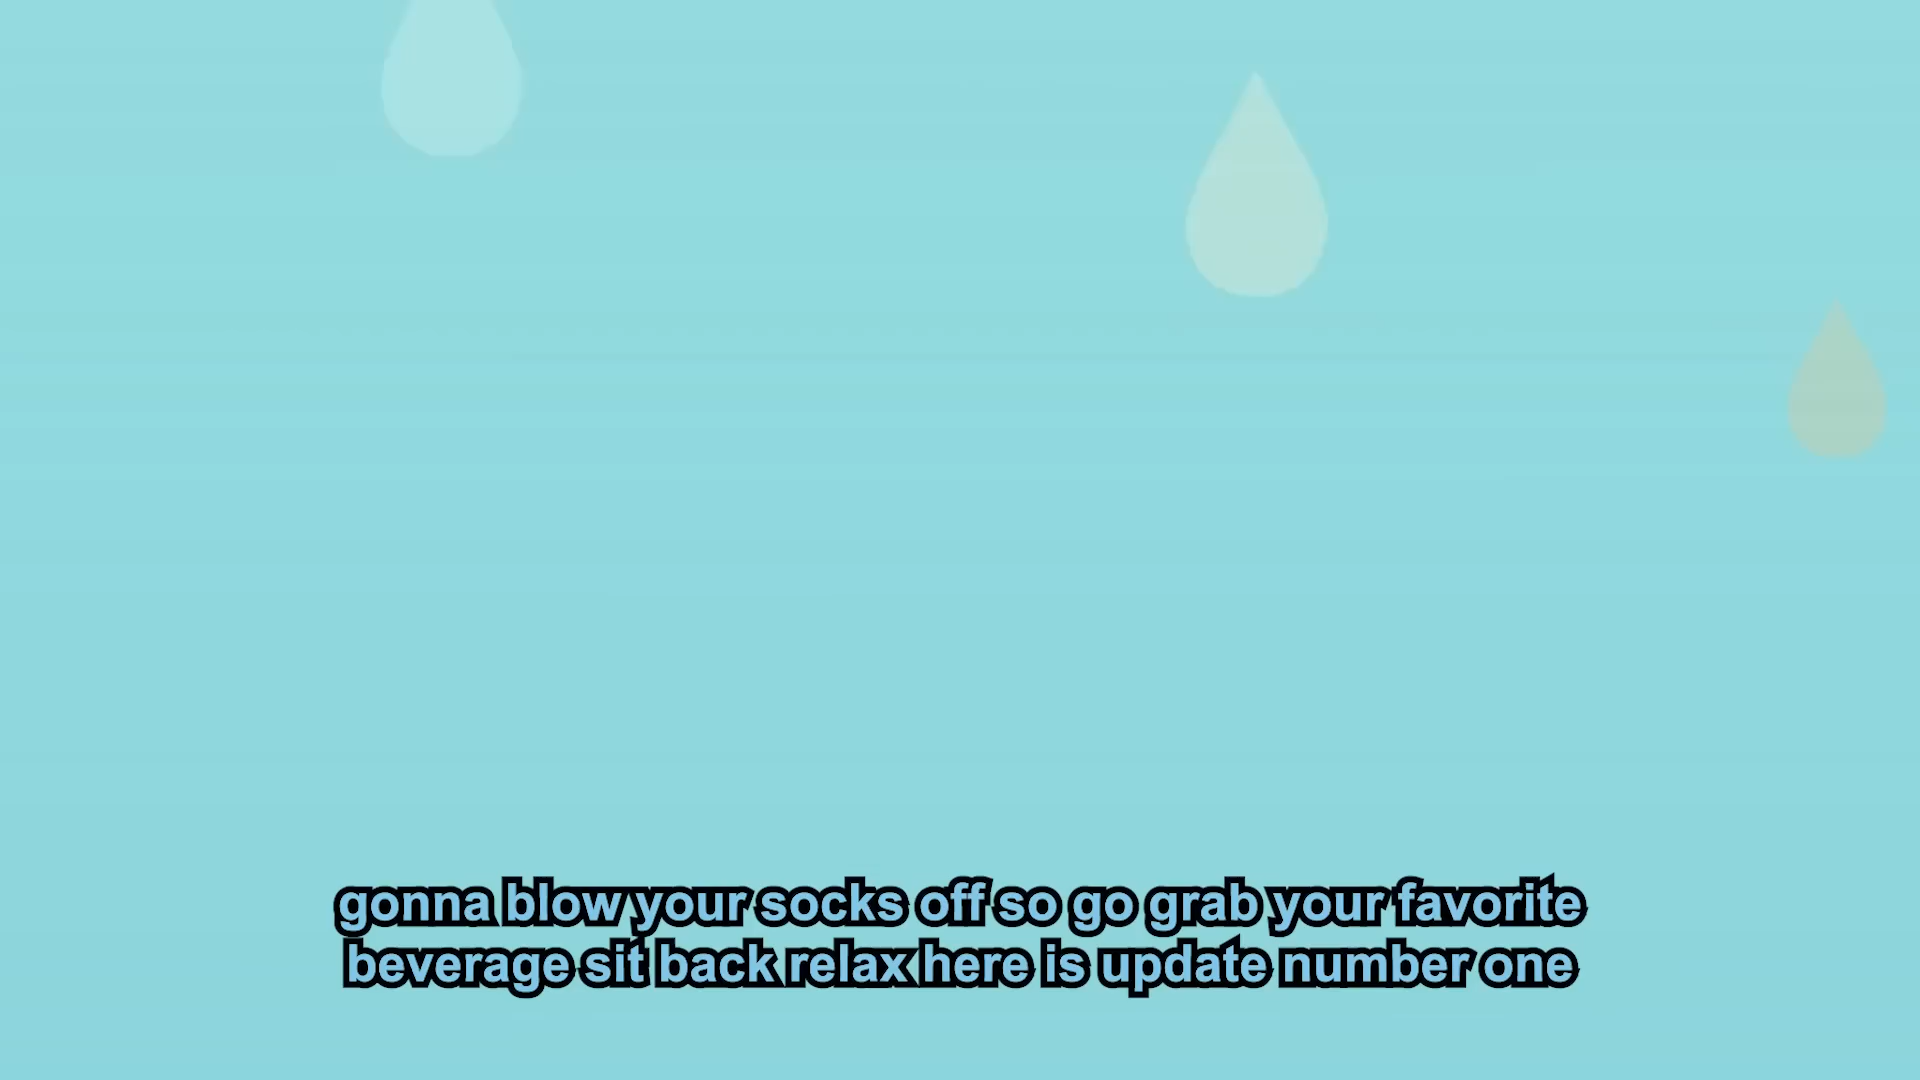 gonna blow your socks off so go grab your favorite
beverage sit back relax here is update number one